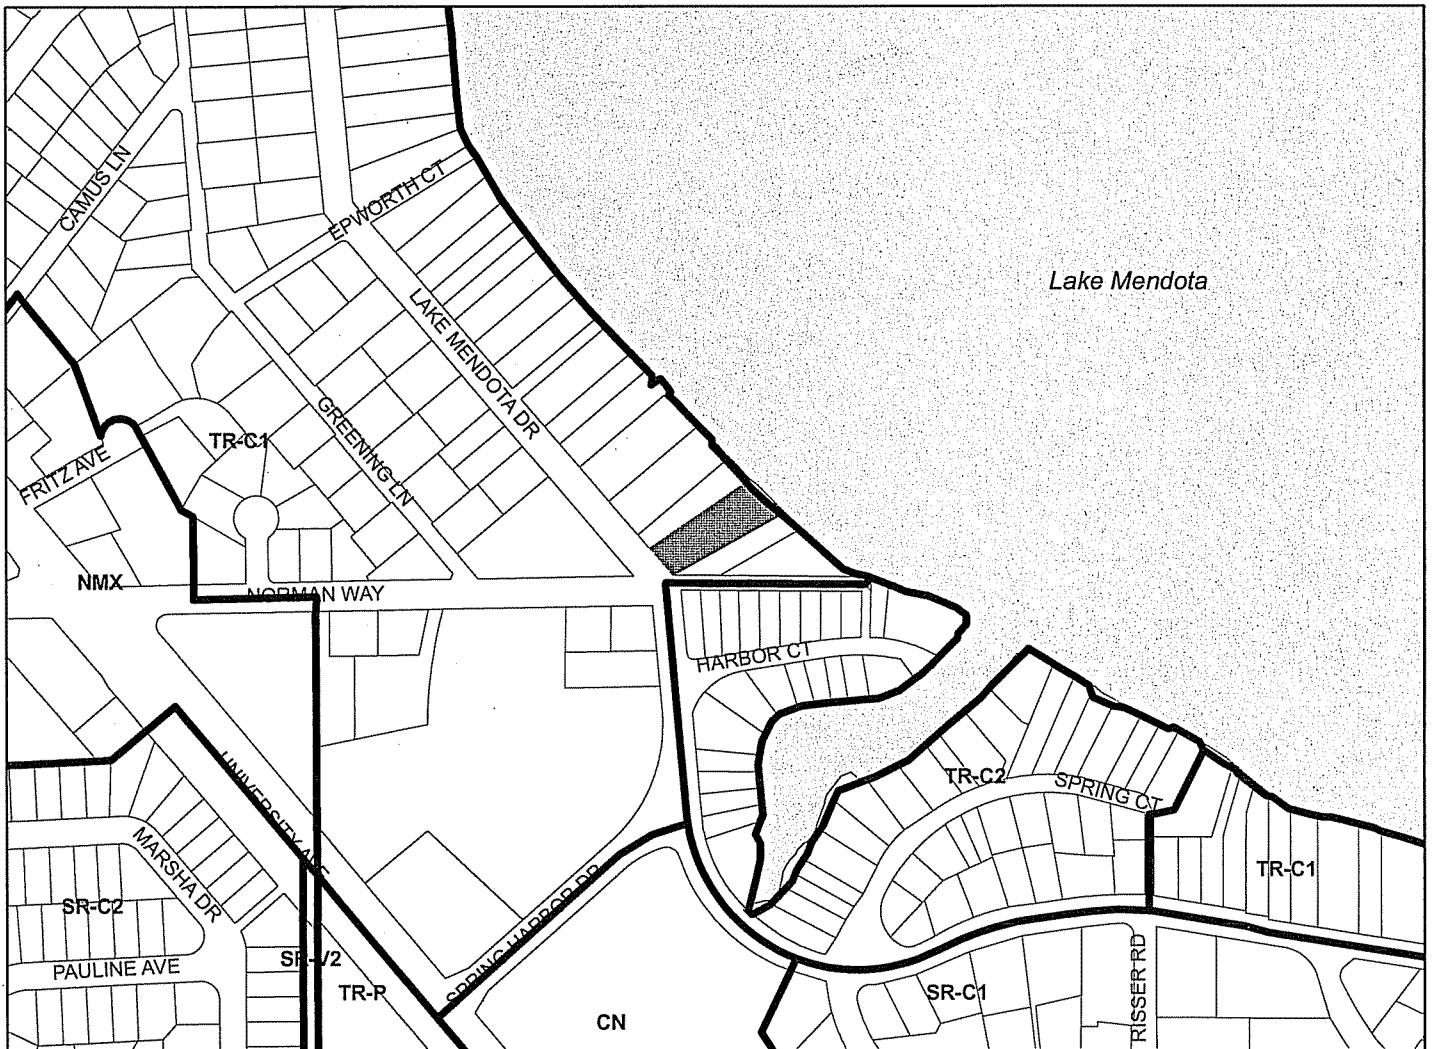 CAMUS LN
EPWORTH CT
Lake Mendota
LAKE MENDOTA DR
GREENING LN
TR-C1
FRITZ AVE
NMX
NORMAN WAY
HARBOR CT
TR-C2
SPRING CT
UNIVERSITY AVE
MARSHA DR
TR-C1
SR-C2
SPRING HARBOR DR
PAULINE AVE
SR-V2
TR-P
SR-C1
RISSER RD
CN